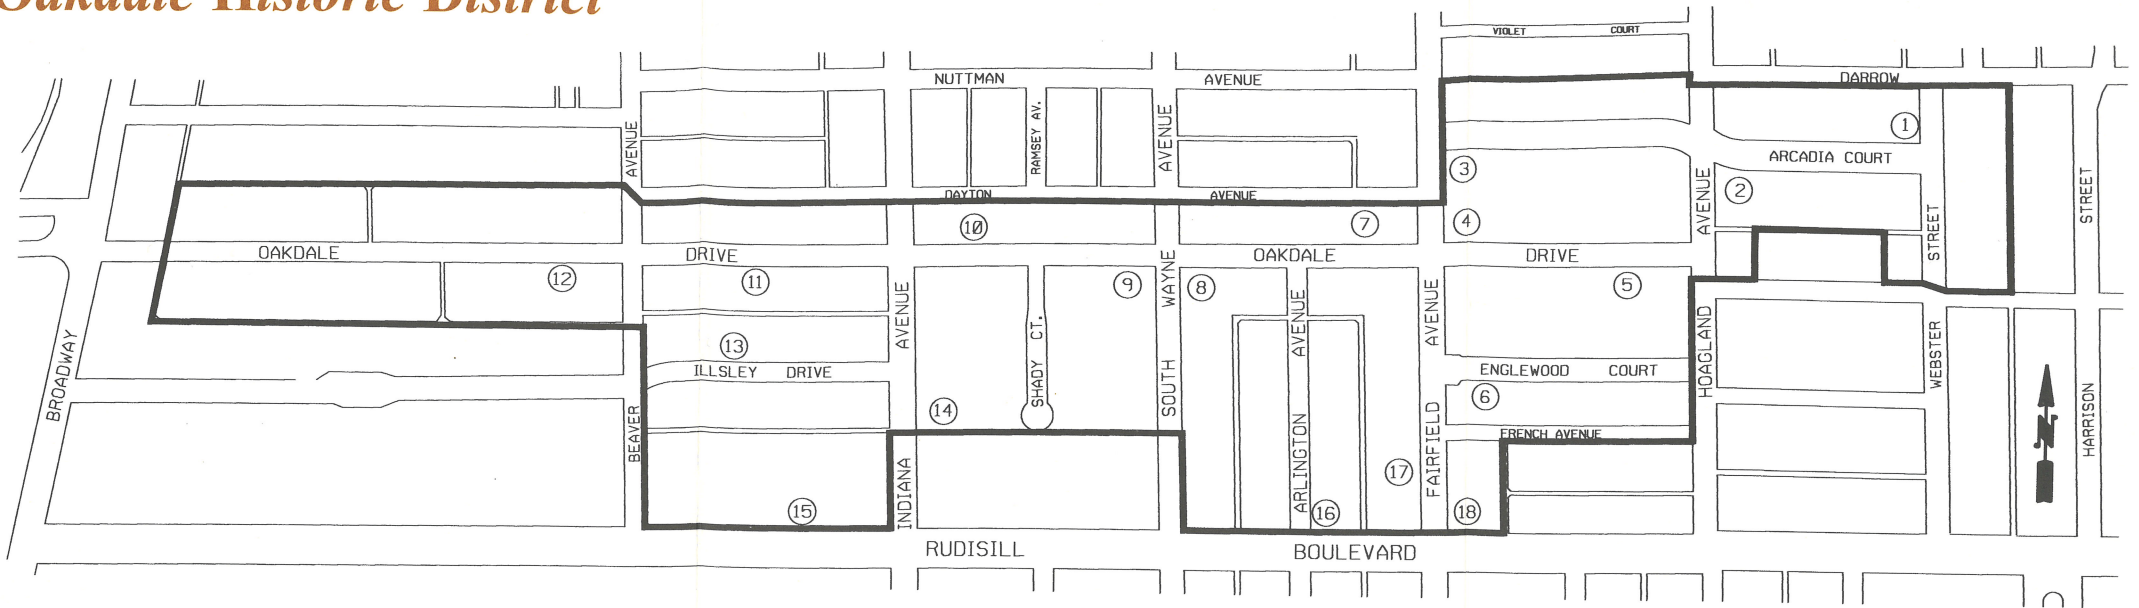 Oakdale Historic District
VIOLET COURT
NUTTMAN AVENUE
DARROW
AVENUE
RAMSEY AV.
AVENUE
1
ARCADIA COURT
3
2
AVENUE
STREET
STREET
DAYTON AVENUE
10
7
4
OAKDALE DRIVE OAKDALE DRIVE
12
11
9
SOUTH WAYNE
8
5
AVENUE
AVENUE
AVENUE
HOAGLAND
WEBSTER
HARRISON
BROADWAY
13
ILLSLEY DRIVE
SHADY CT.
ENGLEWOOD COURT
6
14
BEAVER
INDIANA
ARLINGTON
FAIRFIELD
FRENCH AVENUE
N
17
15
16
18
RUDISILL BOULEVARD